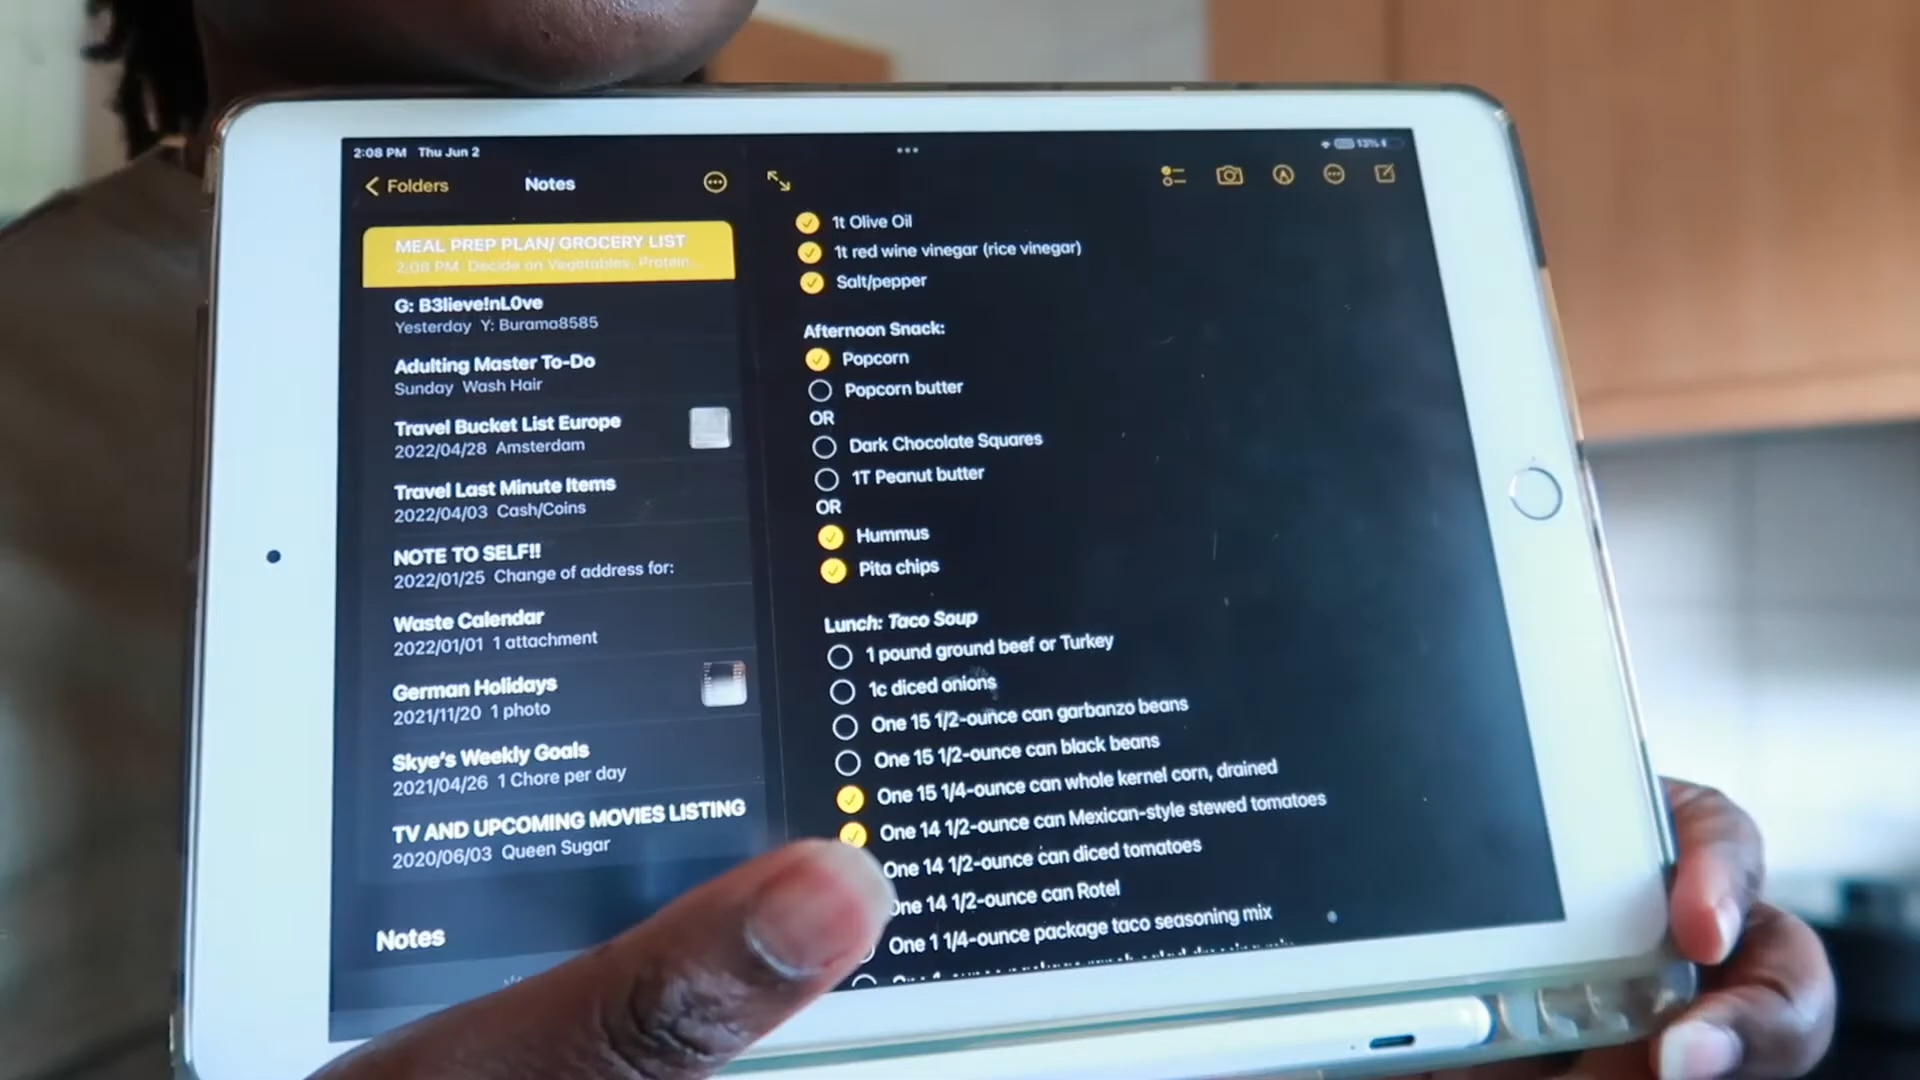 2:08 PM Thu Jun 2
13%
Folders
Notes
MEAL PREP PLAN/ GROCERY LIST
2:08 PM Decide on Vegatables, Protein...
G: B3lieve!nL0ve
Yesterday Y: Burama8585
Adulting Master To-Do
Sunday Wash Hair
Travel Bucket List Europe
2022/04/28 Amsterdam
Travel Last Minute Items
2022/04/03 Cash/Coins
NOTE TO SELF!!
2022/01/25 Change of address for:
Waste Calendar
2022/01/01 1 attachment
German Holidays
2021/11/20 1 photo
Skye's Weekly Goals
2021/04/26 1 Chore per day
TV AND UPCOMING MOVIES LISTING
2020/06/03 Queen Sugar
Notes
1t Olive Oil
1t red wine vinegar (rice vinegar)
Salt/pepper
Afternoon Snack:
Popcorn
Popcorn butter
OR
Dark Chocolate Squares
1T Peanut butter
OR
Hummus
Pita chips
Lunch: Taco Soup
1 pound ground beef or Turkey
1c diced onions
One 15 1/2-ounce can garbanzo beans
One 15 1/2-ounce can black beans
One 15 1/4-ounce can whole kernel corn, drained
One 14 1/2-ounce can Mexican-style stewed tomatoes
One 14 1/2-ounce can diced tomatoes
One 14 1/2-ounce can Rotel
One 1 1/4-ounce package taco seasoning mix